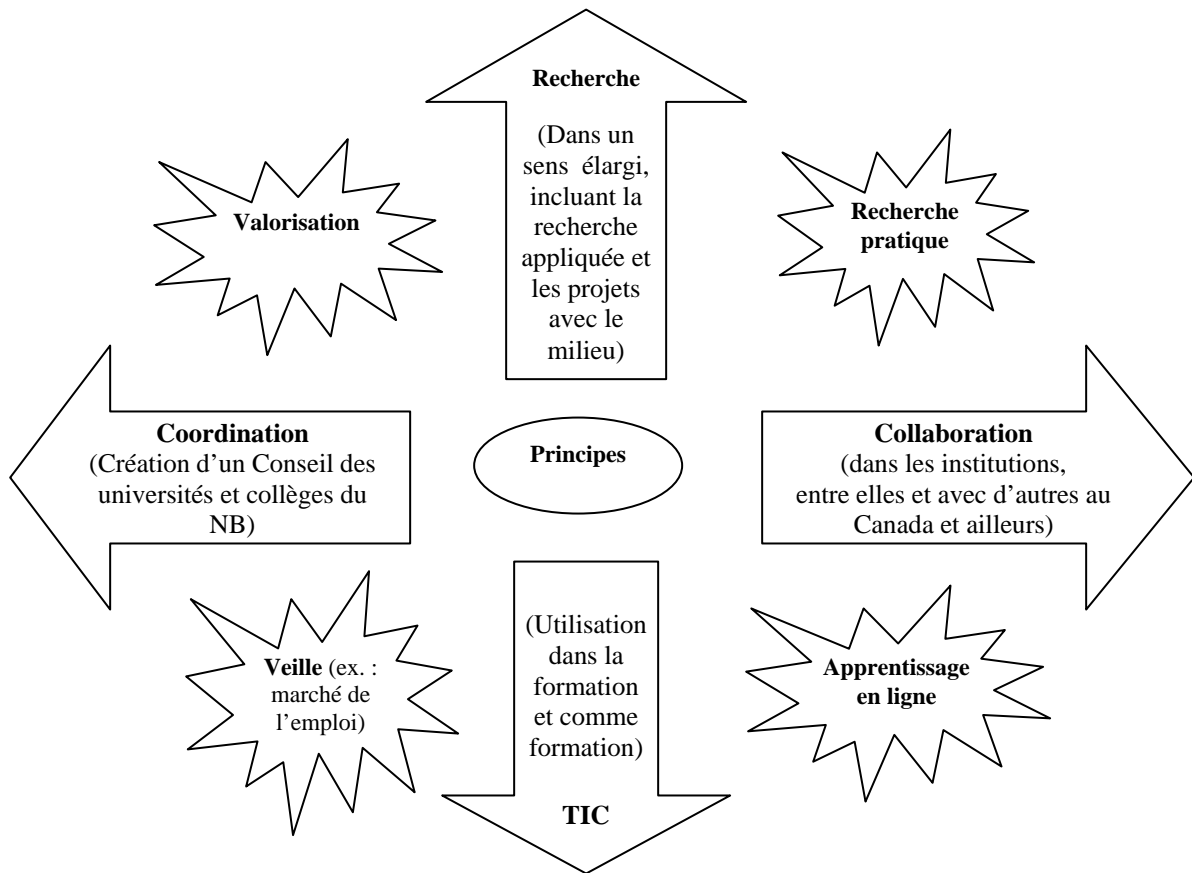 Recherche
(Dans un
sens élargi,
incluant la
recherche
appliquée et
les projets
avec le
milieu)
Valorisation
Recherche
pratique
Coordination
(Création d’un Conseil des
universités et collèges du
NB)
Principes
Collaboration
(dans les institutions,
entre elles et avec d’autres au
Canada et ailleurs)
Veille (ex. :
marché de
l’emploi)
(Utilisation
dans la
formation
et comme
formation)
TIC
Apprentissage
en ligne